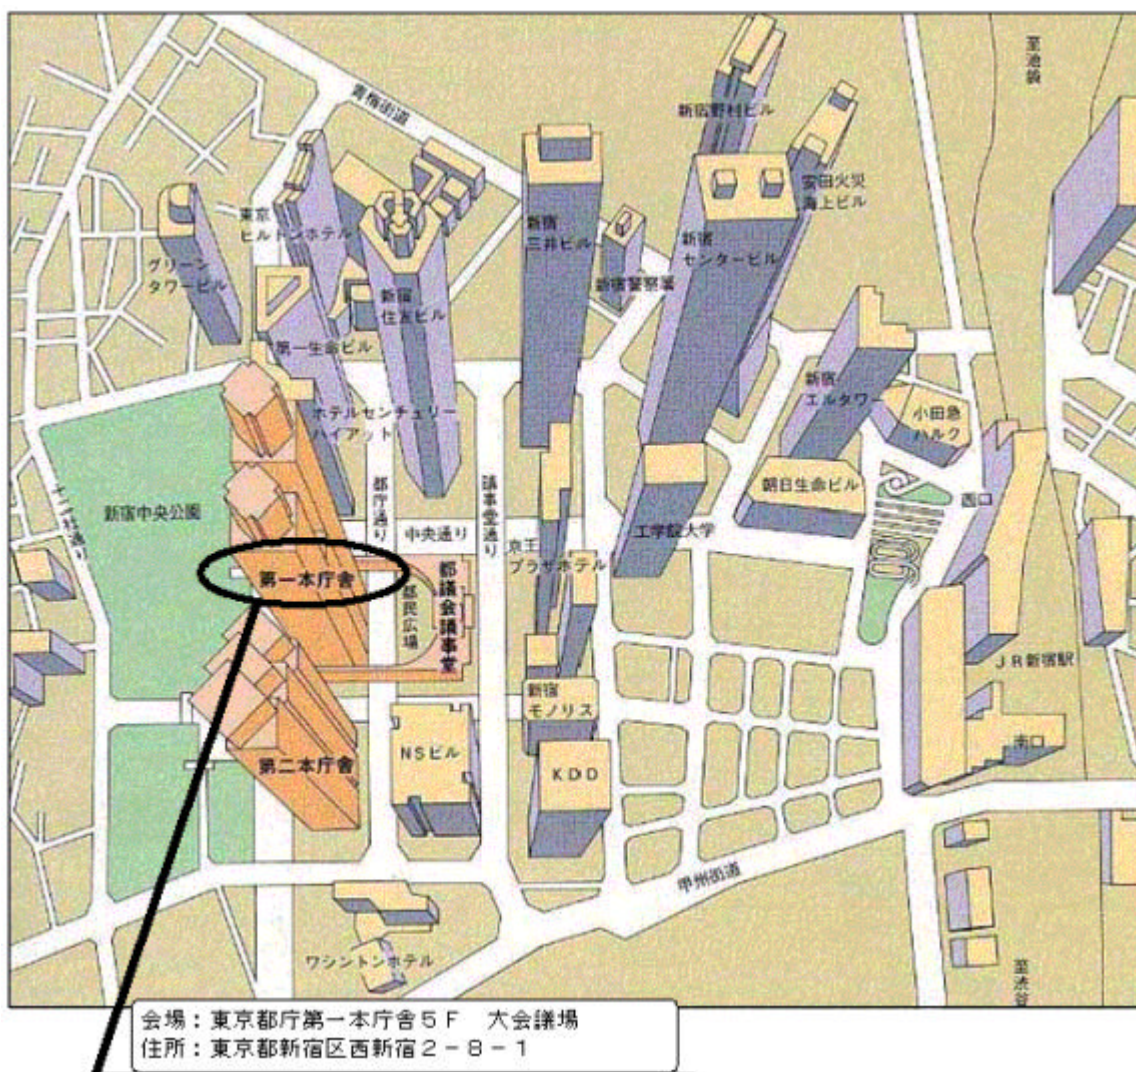 至池袋
青梅街道
新宿野村ビル
安田火災
海上ビル
東京
ヒルトンホテル
新宿
三井ビル
新宿
センタービル
グリーン
タワービル
新宿警察署
新宿
住友ビル
第一生命ビル
新宿
エルタワー
小田急
ハルク
ホテルセンチュリー
ハイアット
都庁通り
議事堂通り
朝日生命ビル
西口
新宿中央公園
十二社通り
中央通り
工学院大学
京王
プラザホテル
第一本庁舎
都民広場
都議会議事堂
JR新宿駅
新宿
モノリス
南口
NSビル
KDD
第二本庁舎
甲州街道
ワシントンホテル
至渋谷
会場：東京都庁第一本庁舎5F 大会議場
住所：東京都新宿区西新宿2-8-1